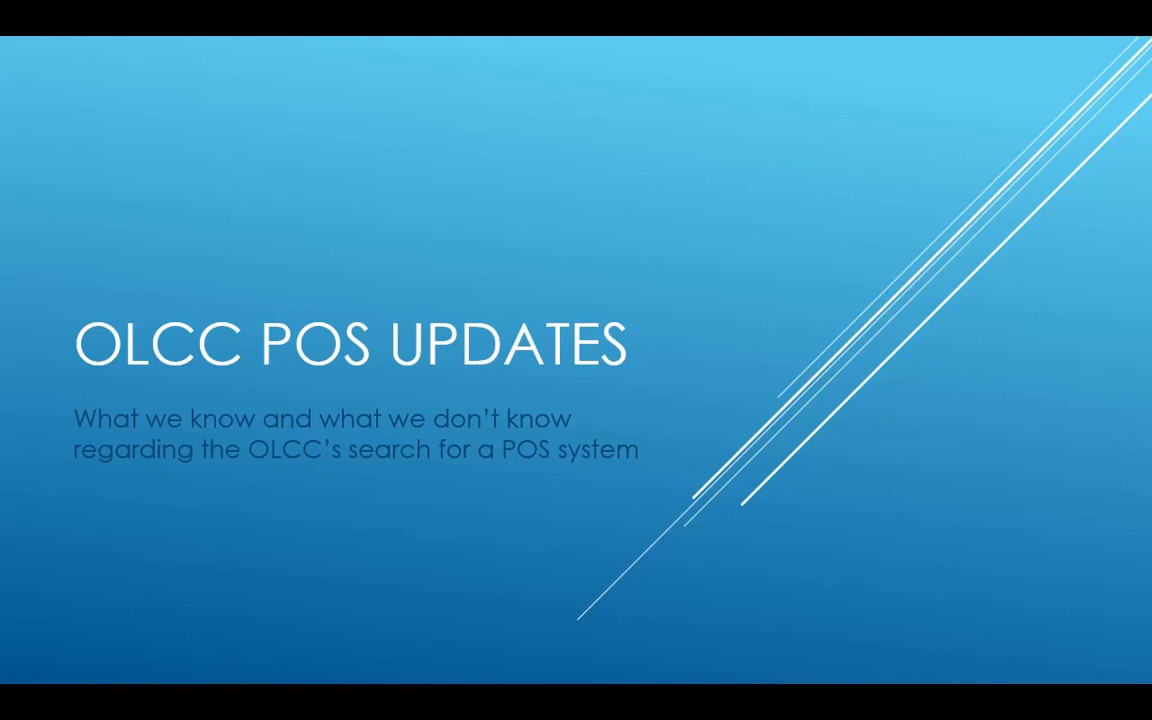 OLCC POS UPDATES
What we know and what we don’t know
regarding the OLCC’s search for a POS system